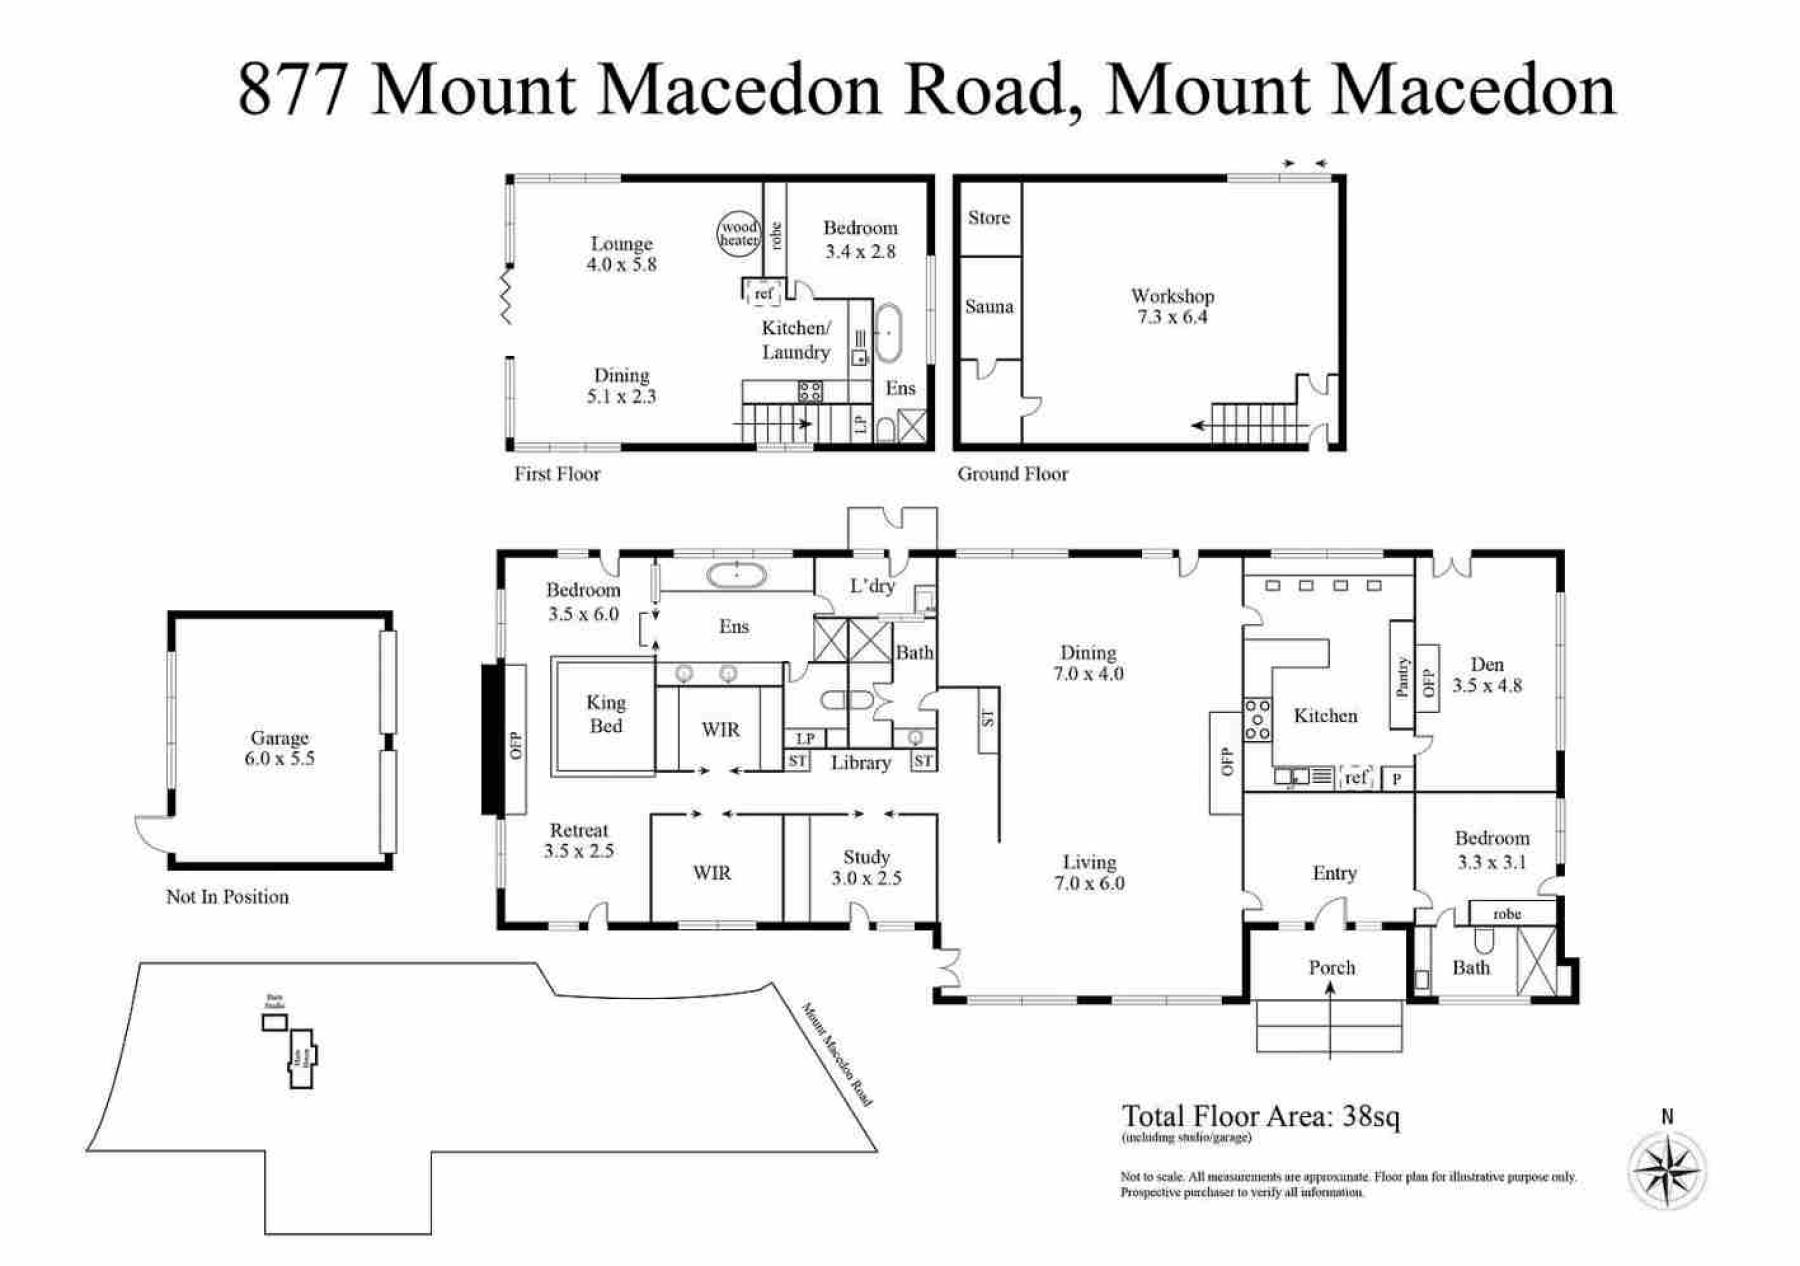 877 Mount Macedon Road, Mount Macedon
Lounge
4.0 x 5.8
wood
heater
robe
Bedroom
3.4 x 2.8
ref
Kitchen/
Laundry
Dining
5.1 x 2.3
Ens
LP
First Floor
Store
Sauna
Workshop
7.3 x 6.4
Ground Floor
Garage
6.0 x 5.5
Not In Position
Bedroom
3.5 x 6.0
Ens
L'dry
Bath
King
Bed
OFP
WIR
LP
ST
Library
ST
ST
Retreat
3.5 x 2.5
WIR
Study
3.0 x 2.5
Dining
7.0 x 4.0
Living
7.0 x 6.0
OFP
Kitchen
Pantry
OFP
ref
P
Den
3.5 x 4.8
Entry
Bedroom
3.3 x 3.1
robe
Porch
Bath
Barn
Studio
Main
House
Mount Macedon Road
Total Floor Area: 38sq
(including studio/garage)
Not to scale. All measurements are approximate. Floor plan for illustrative purpose only.
Prospective purchaser to verify all information.
N